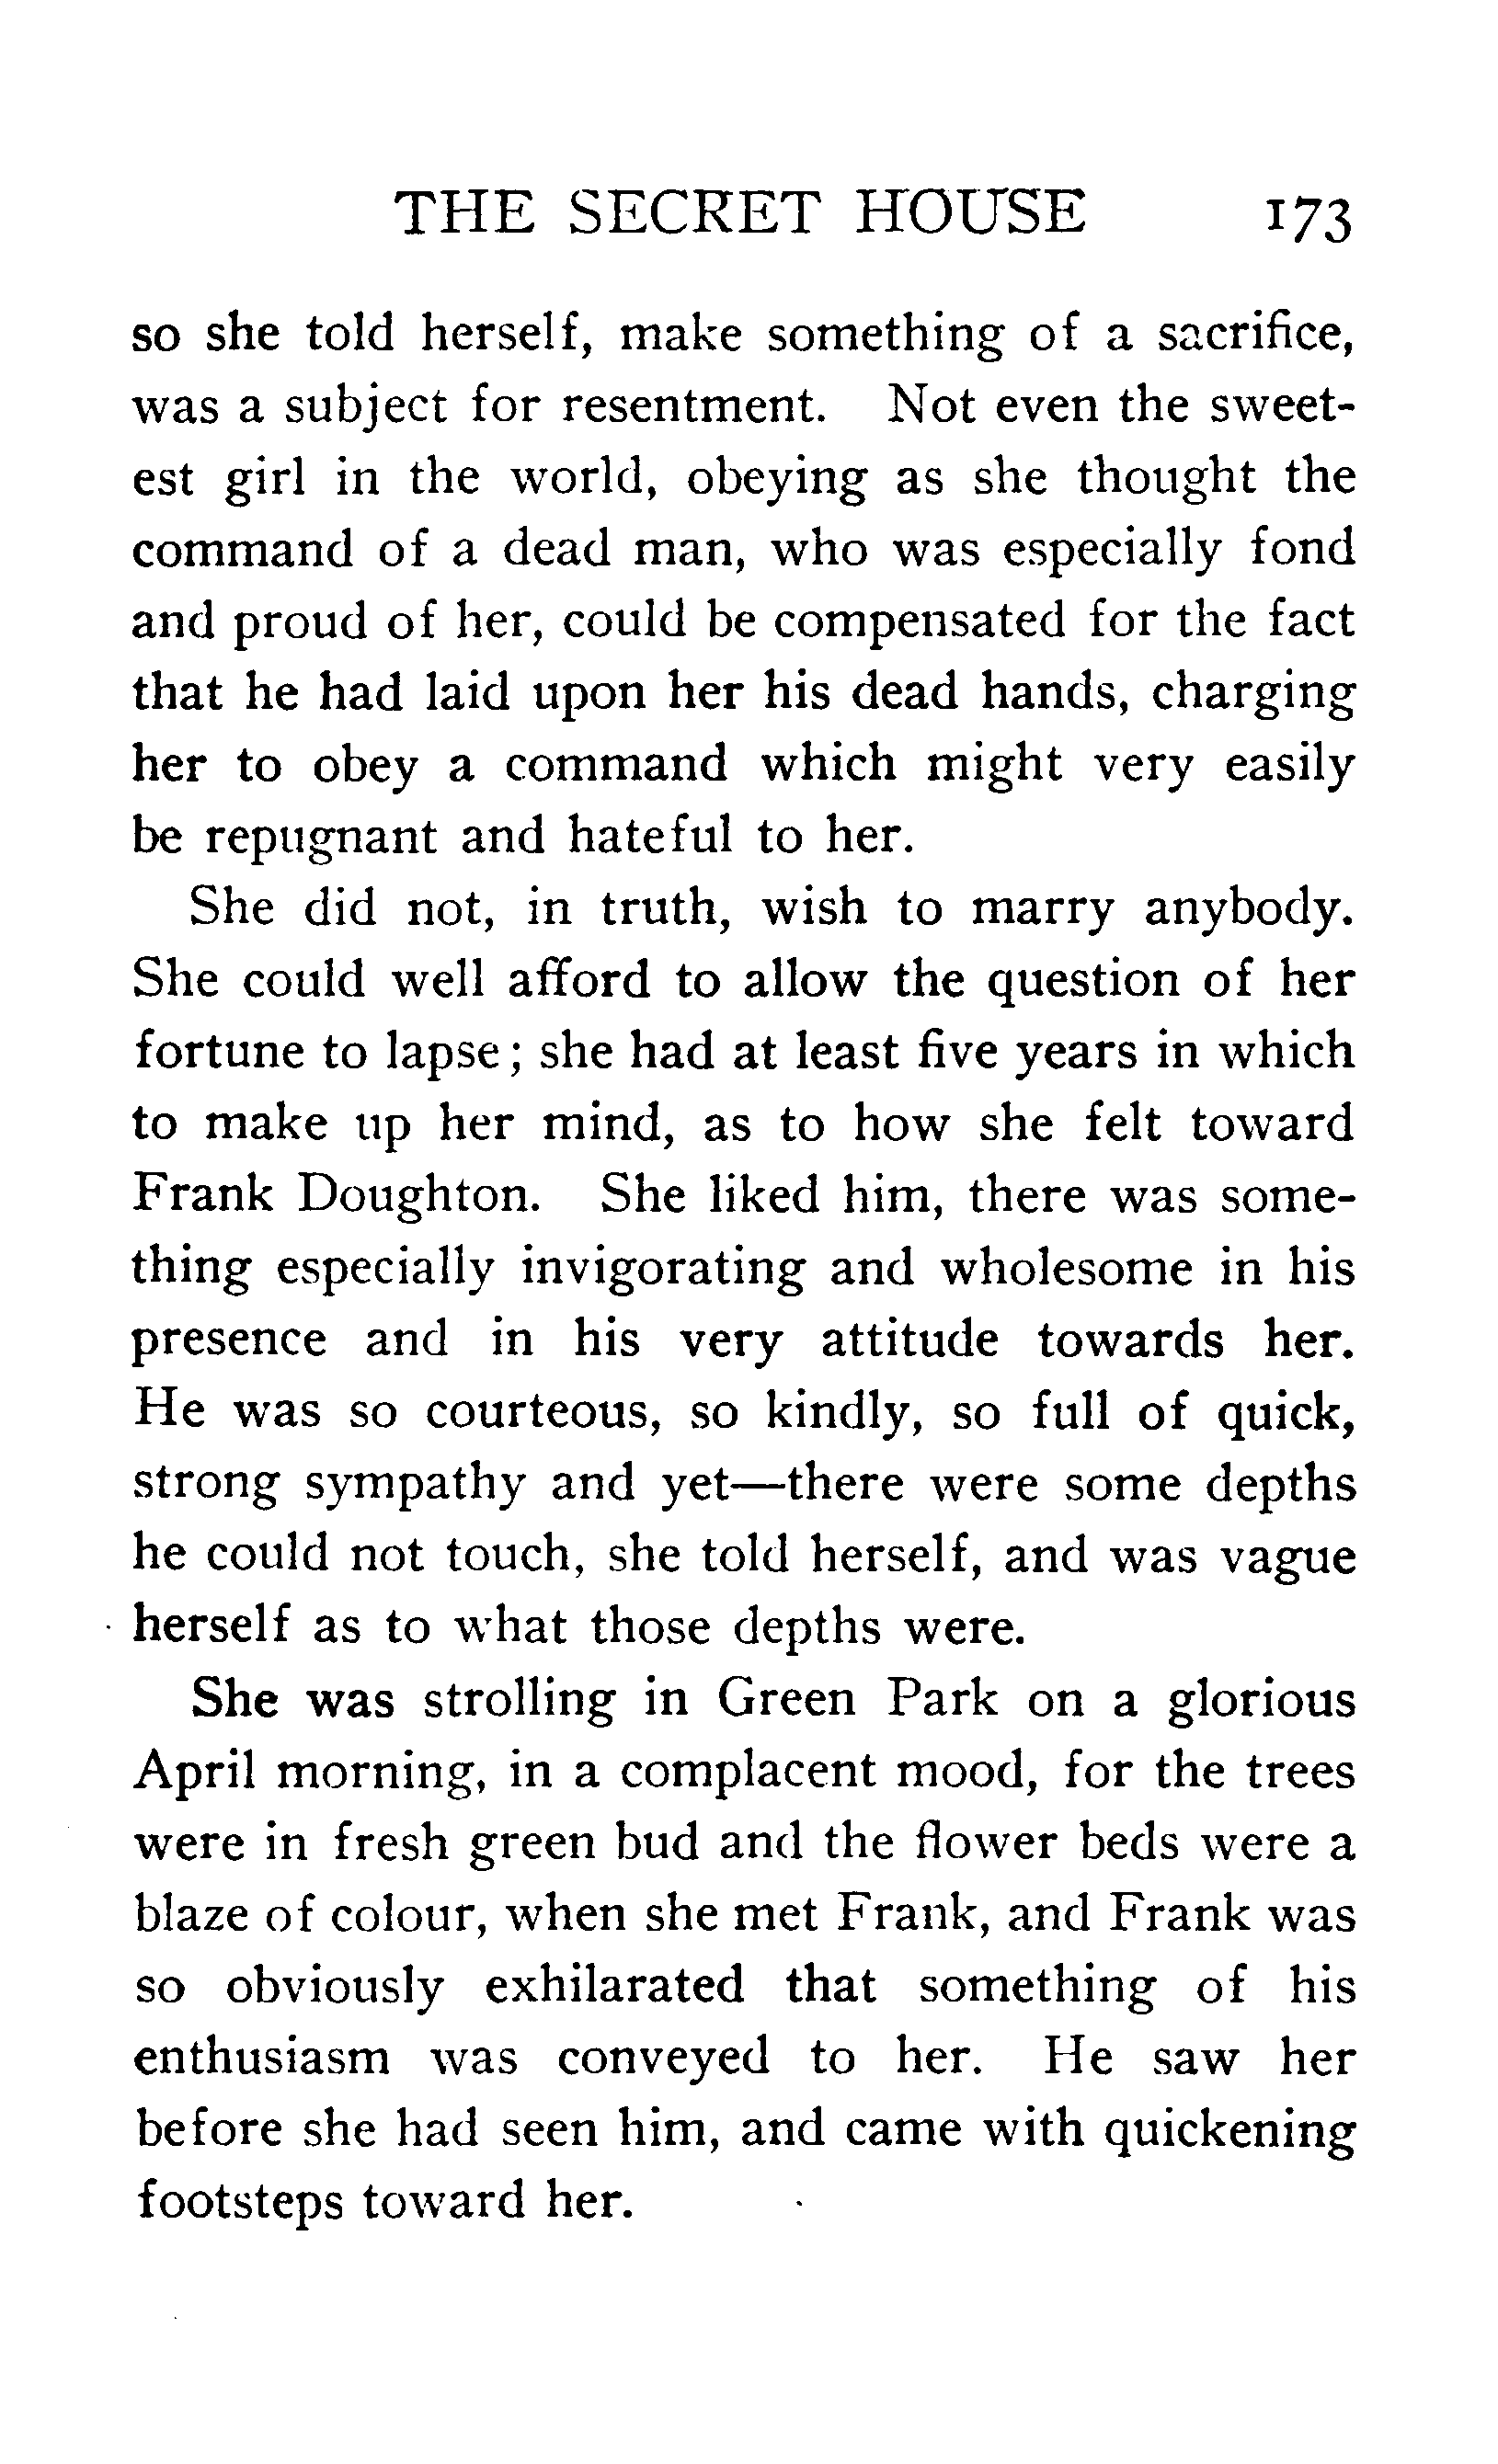 THE SECRET HOUSE 173
so she told herself, make something of a sacrifice,
was a subject for resentment. Not even the sweet-
est girl in the world, obeying as she thought the
command of a dead man, who was especially fond
and proud of her, could be compensated for the fact
that he had laid upon her his dead hands, charging
her to obey a command which might very easily
be repugnant and hateful to her.
She did not, in truth, wish to marry anybody.
She could well afford to allow the question of her
fortune to lapse; she had at least five years in which
to make up her mind, as to how she felt toward
Frank Doughton. She liked him, there was some-
thing especially invigorating and wholesome in his
presence and in his very attitude towards her.
He was so courteous, so kindly, so full of quick,
strong sympathy and yet—there were some depths
he could not touch, she told herself, and was vague
herself as to what those depths were.
She was strolling in Green Park on a glorious
April morning, in a complacent mood, for the trees
were in fresh green bud and the flower beds were a
blaze of colour, when she met Frank, and Frank was
so obviously exhilarated that something of his
enthusiasm was conveyed to her. He saw her
before she had seen him, and came with quickening
footsteps toward her.